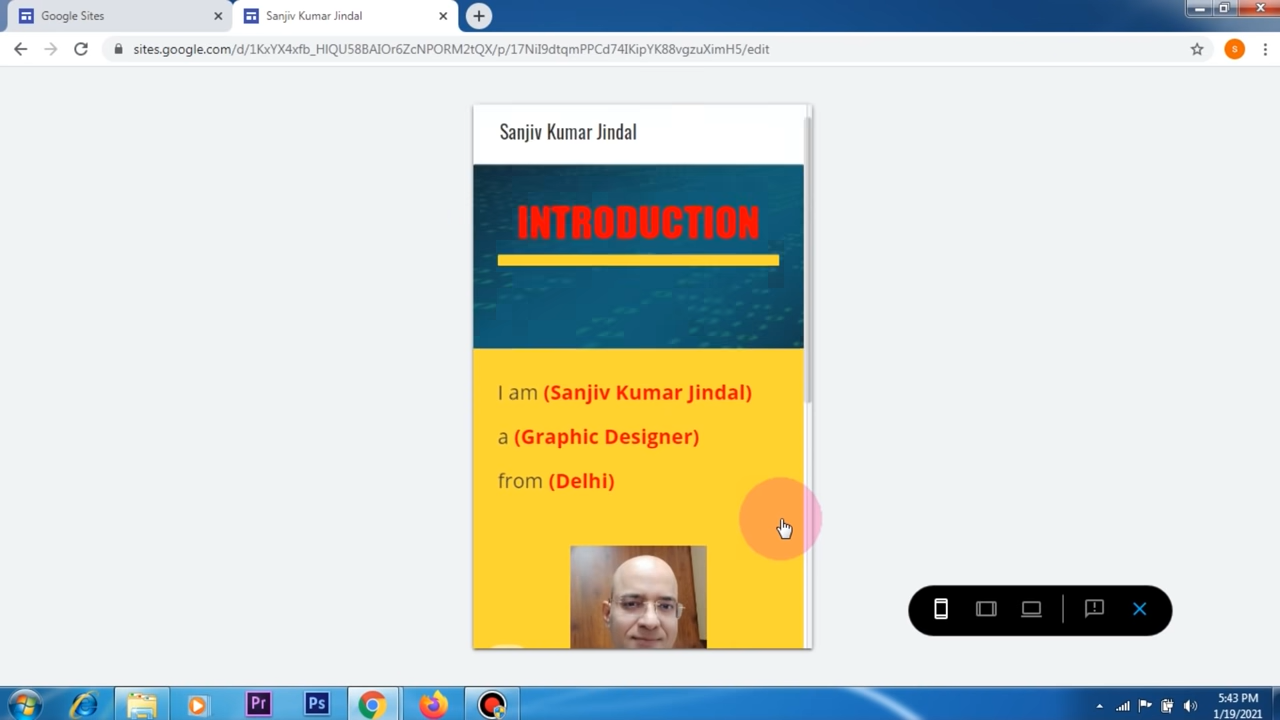 Google Sites
Sanjiv Kumar Jindal
sites.google.com/d/1KxYX4xfb_HIQU58BAIOr6ZcNPORM2tQX/p/17NiI9dtqmPPCd74IKipYK88vgzuXimH5/edit
S
Sanjiv Kumar Jindal
INTRODUCTION
I am (Sanjiv Kumar Jindal)
a (Graphic Designer)
from (Delhi)
Pr
Ps
5:43 PM
1/19/2021